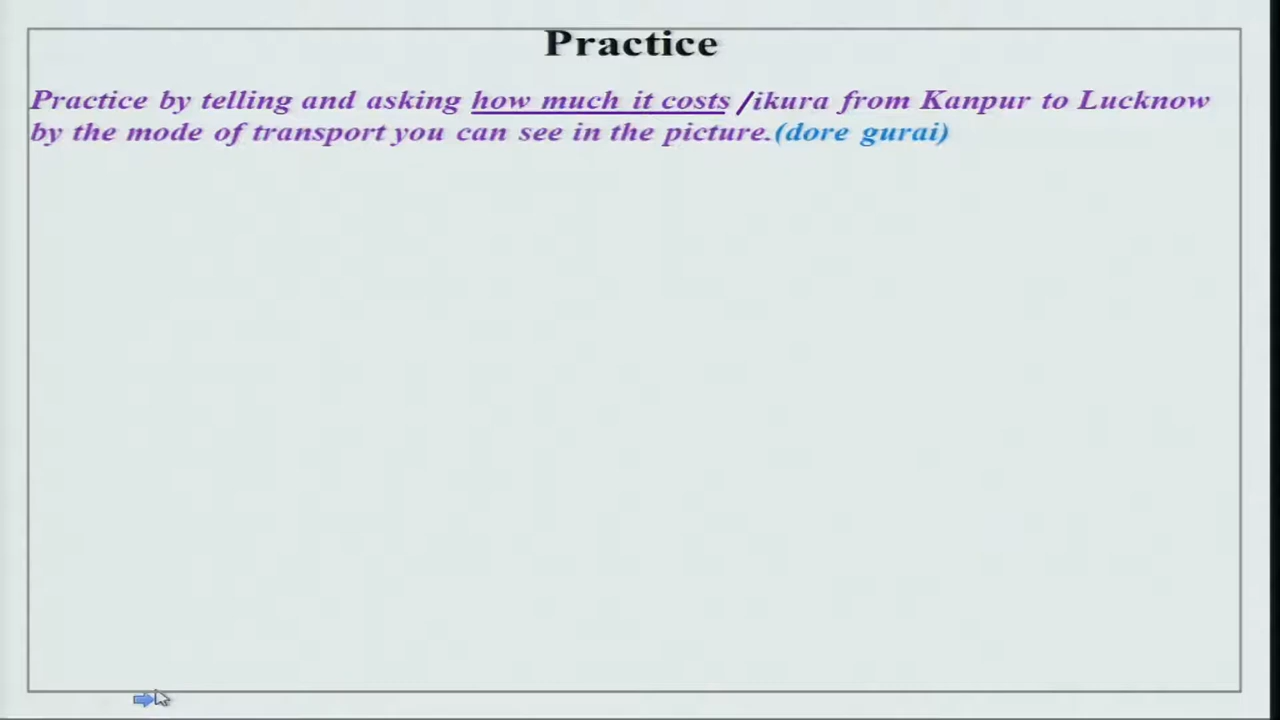 Practice
Practice by telling and asking how much it costs /ikura from Kanpur to Lucknow
by the mode of transport you can see in the picture.(dore gurai)